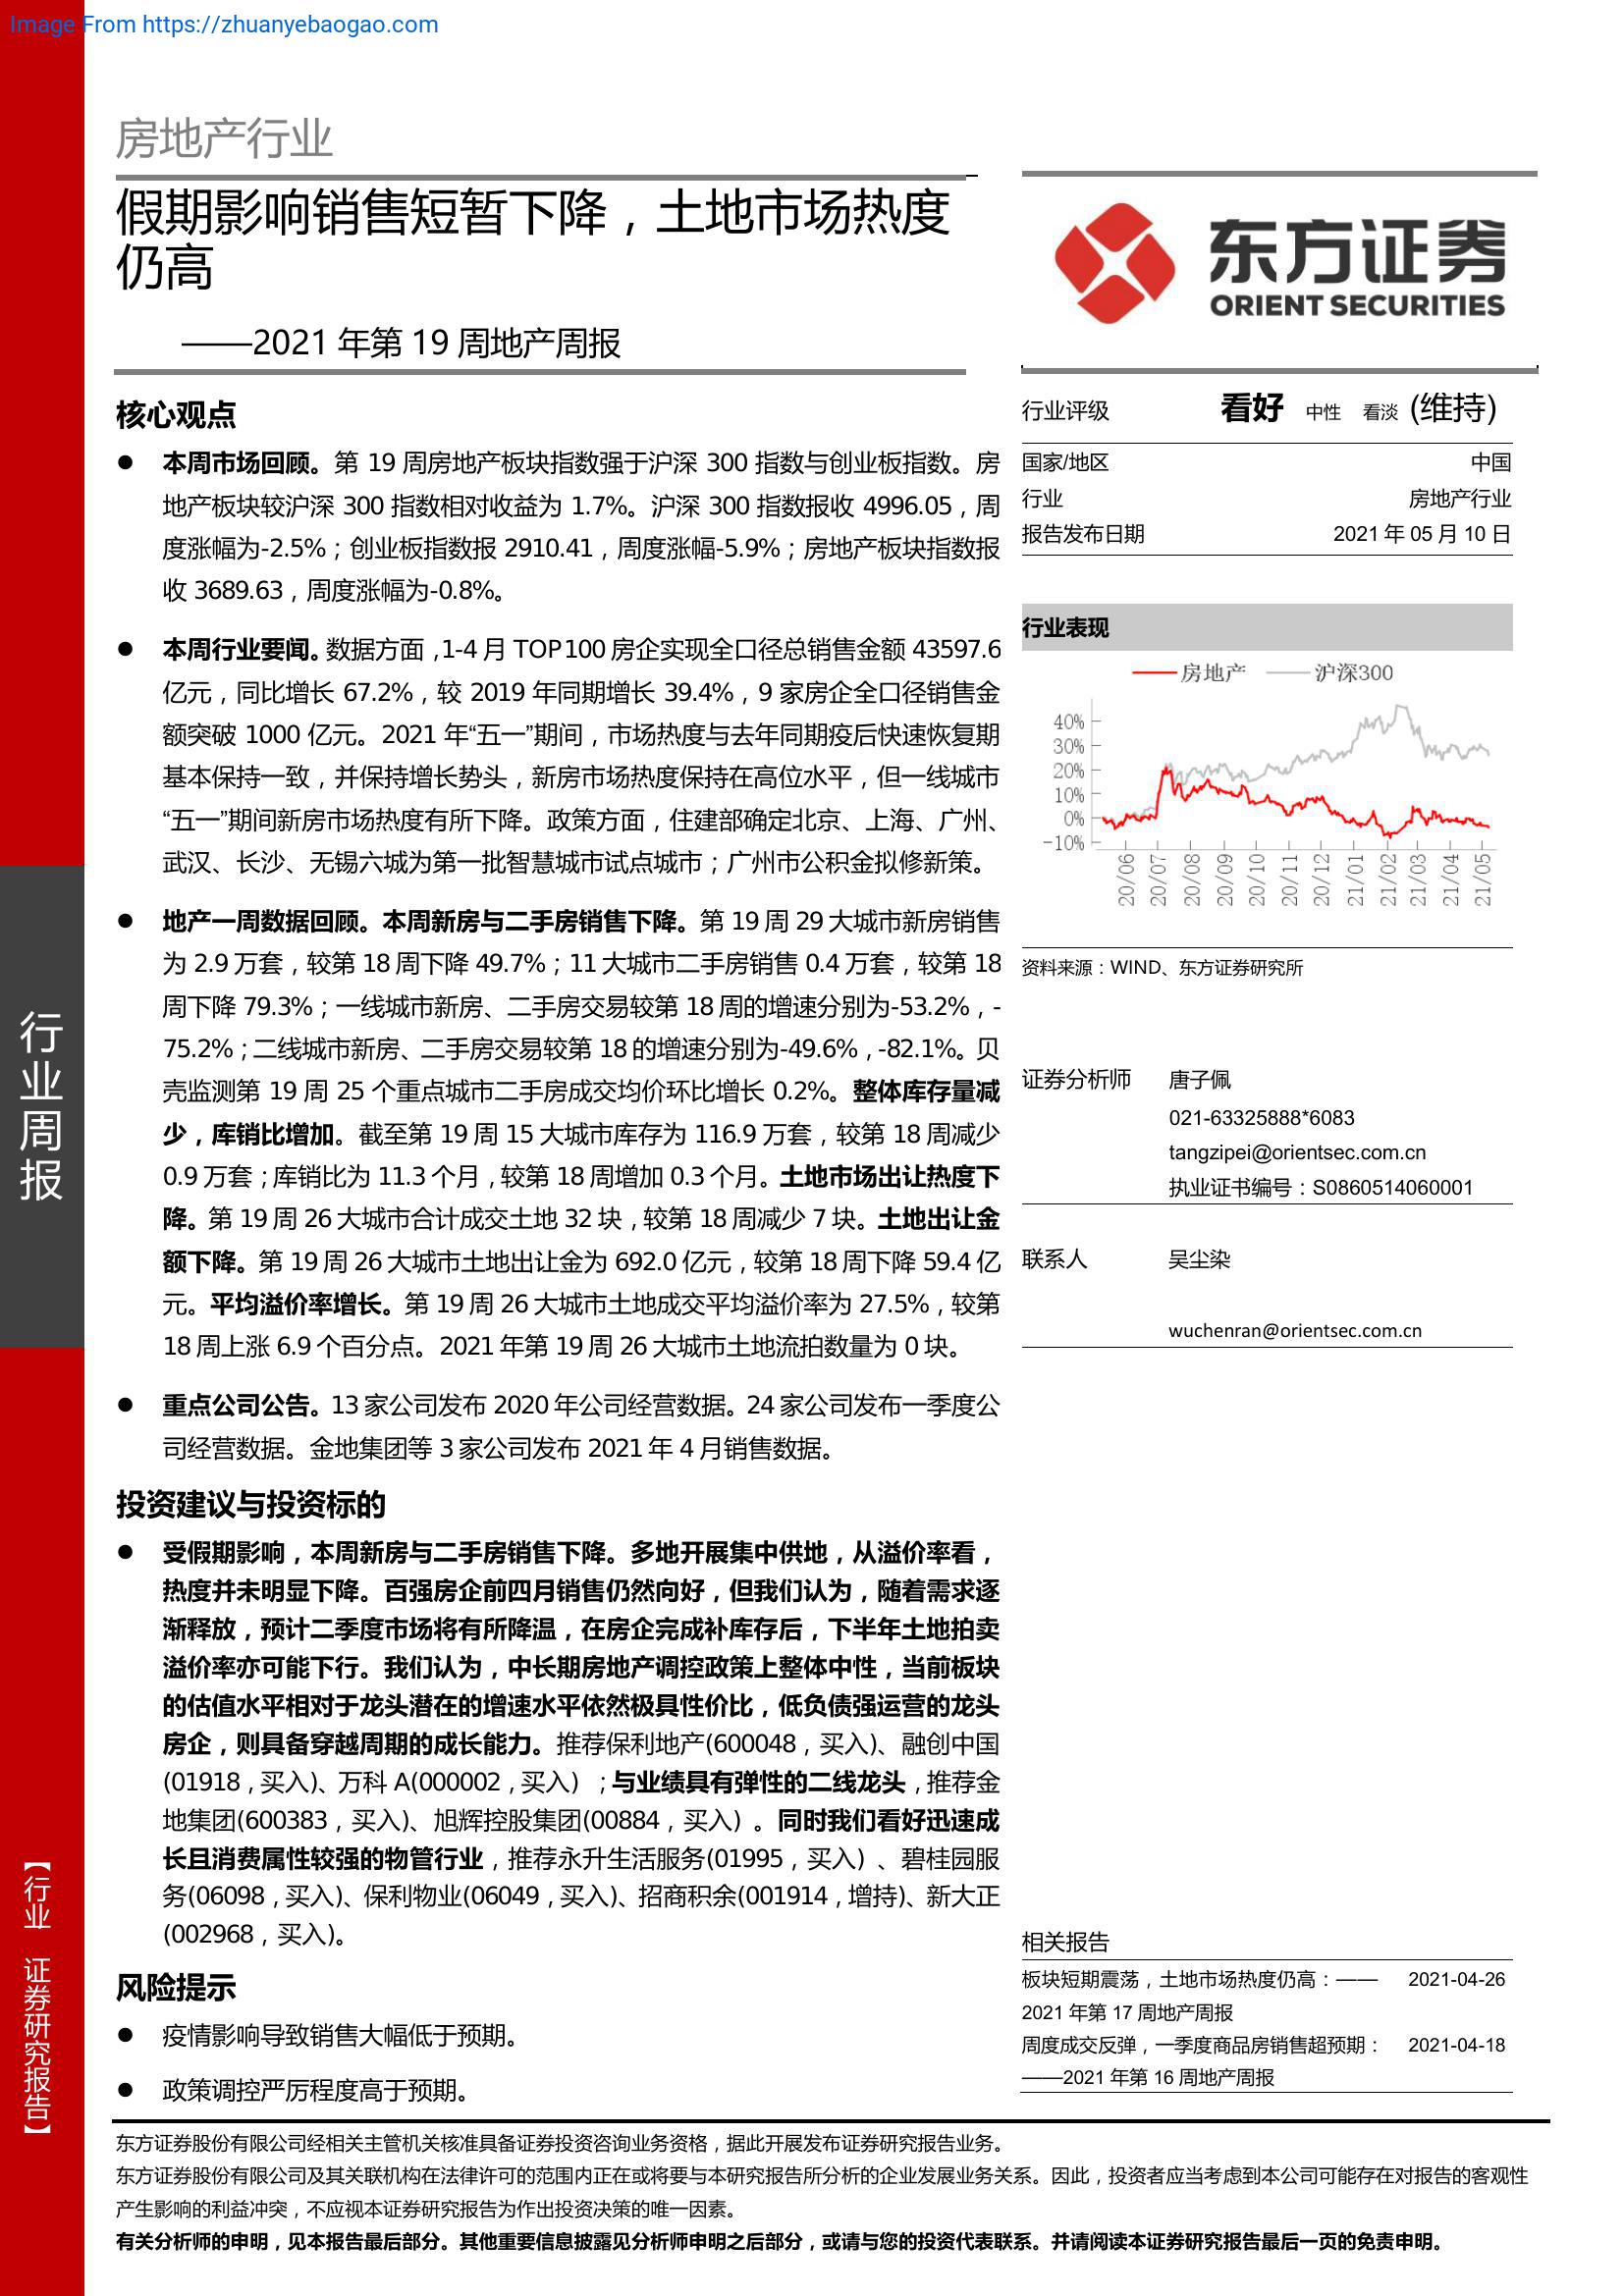 Image From https://zhuanyebaogao.com
房地产行业
假期影响销售短暂下降，土地市场热度
仍高
——2021 年第 19 周地产周报
东方证券
ORIENT SECURITIES
核心观点
● 本周市场回顾。第 19 周房地产板块指数强于沪深 300 指数与创业板指数。房
地产板块较沪深 300 指数相对收益为 1.7%。沪深 300 指数报收 4996.05，周
度涨幅为-2.5%；创业板指数报 2910.41，周度涨幅-5.9%；房地产板块指数报
收 3689.63，周度涨幅为-0.8%。
● 本周行业要闻。数据方面，1-4 月 TOP100 房企实现全口径总销售金额 43597.6
亿元，同比增长 67.2%，较 2019 年同期增长 39.4%，9 家房企全口径销售金
额突破 1000 亿元。2021 年“五一”期间，市场热度与去年同期疫后快速恢复期
基本保持一致，并保持增长势头，新房市场热度保持在高位水平，但一线城市
“五一”期间新房市场热度有所下降。政策方面，住建部确定北京、上海、广州、
武汉、长沙、无锡六城为第一批智慧城市试点城市；广州市公积金拟修新策。
● 地产一周数据回顾。本周新房与二手房销售下降。第 19 周 29 大城市新房销售
为 2.9 万套，较第 18 周下降 49.7%；11 大城市二手房销售 0.4 万套，较第 18
周下降 79.3%；一线城市新房、二手房交易较第 18 周的增速分别为-53.2%，-
75.2%；二线城市新房、二手房交易较第 18 的增速分别为-49.6%，-82.1%。贝
壳监测第 19 周 25 个重点城市二手房成交均价环比增长 0.2%。整体库存量减
少，库销比增加。截至第 19 周 15 大城市库存为 116.9 万套，较第 18 周减少
0.9 万套；库销比为 11.3 个月，较第 18 周增加 0.3 个月。土地市场出让热度下
降。第 19 周 26 大城市合计成交土地 32 块，较第 18 周减少 7 块。土地出让金
额下降。第 19 周 26 大城市土地出让金为 692.0 亿元，较第 18 周下降 59.4 亿
元。平均溢价率增长。第 19 周 26 大城市土地成交平均溢价率为 27.5%，较第
18 周上涨 6.9 个百分点。2021 年第 19 周 26 大城市土地流拍数量为 0 块。
● 重点公司公告。13 家公司发布 2020 年公司经营数据。24 家公司发布一季度公
司经营数据。金地集团等 3 家公司发布 2021 年 4 月销售数据。
投资建议与投资标的
● 受假期影响，本周新房与二手房销售下降。多地开展集中供地，从溢价率看，
热度并未明显下降。百强房企前四月销售仍然向好，但我们认为，随着需求逐
渐释放，预计二季度市场将有所降温，在房企完成补库存后，下半年土地拍卖
溢价率亦可能下行。我们认为，中长期房地产调控政策上整体中性，当前板块
的估值水平相对于龙头潜在的增速水平依然极具性价比，低负债强运营的龙头
房企，则具备穿越周期的成长能力。推荐保利地产(600048，买入)、融创中国
(01918，买入)、万科 A(000002，买入)；与业绩具有弹性的二线龙头，推荐金
地集团(600383，买入)、旭辉控股集团(00884，买入) 。同时我们看好迅速成
长且消费属性较强的物管行业，推荐永升生活服务(01995，买入) 、碧桂园服
务(06098，买入)、保利物业(06049，买入)、招商积余(001914，增持)、新大正
(002968，买入)。
风险提示
● 疫情影响导致销售大幅低于预期。
● 政策调控严厉程度高于预期。
行业评级 看好 中性 看淡 (维持)
国家/地区 中国
行业 房地产行业
报告发布日期 2021 年 05 月 10 日
行业表现
房地产 沪深300
40%
30%
20%
10%
0%
-10%
20/06 20/07 20/08 20/09 20/10 20/11 20/12 21/01 21/02 21/03 21/04 21/05
资料来源：WIND、东方证券研究所
证券分析师 唐子佩
021-63325888*6083
tangzipei@orientsec.com.cn
执业证书编号：S0860514060001
联系人 吴尘染
wuchenran@orientsec.com.cn
相关报告
板块短期震荡，土地市场热度仍高：—— 2021-04-26
2021 年第 17 周地产周报
周度成交反弹，一季度商品房销售超预期： 2021-04-18
——2021 年第 16 周地产周报
行业周报
【行业 证券研究报告】
东方证券股份有限公司经相关主管机关核准具备证券投资咨询业务资格，据此开展发布证券研究报告业务。
东方证券股份有限公司及其关联机构在法律许可的范围内正在或将要与本研究报告所分析的企业发展业务关系。因此，投资者应当考虑到本公司可能存在对报告的客观性
产生影响的利益冲突，不应视本证券研究报告为作出投资决策的唯一因素。
有关分析师的申明，见本报告最后部分。其他重要信息披露见分析师申明之后部分，或请与您的投资代表联系。并请阅读本证券研究报告最后一页的免责申明。